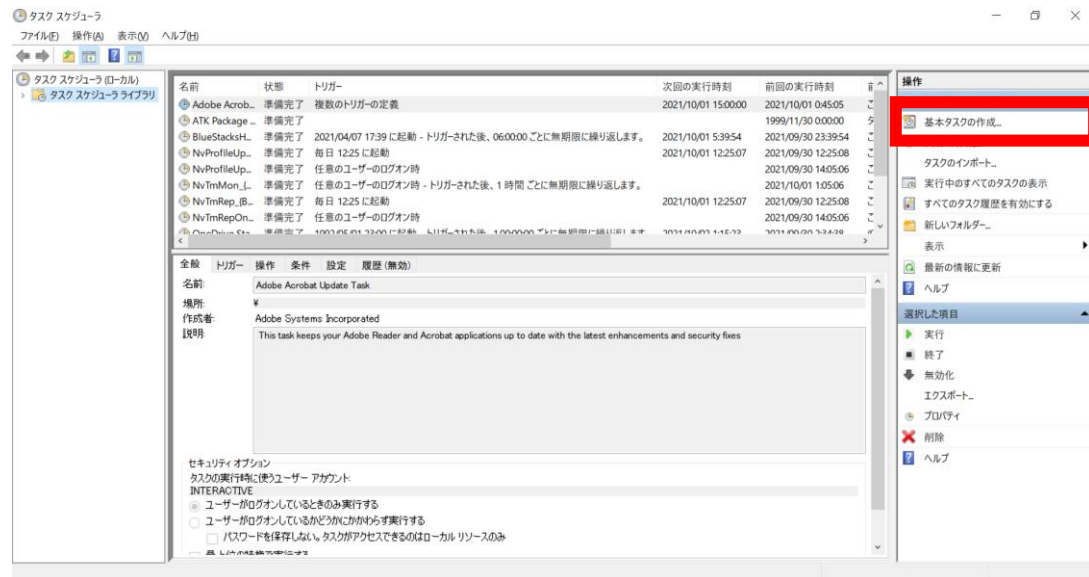 タスク スケジューラ
ファイル(F) 操作(A) 表示(V) ヘルプ(H)
タスク スケジューラ (ローカル)
タスク スケジューラ ライブラリ
名前 状態 トリガー 次回の実行時刻 前回の実行時刻
Adobe Acrob... 準備完了 複数のトリガーの定義 2021/10/01 15:00:00 2021/10/01 0:45:05
ATK Package ... 準備完了 1999/11/30 0:00:00
BlueStacksH... 準備完了 2021/04/07 17:39 に起動 - トリガーされた後、06:00:00 ごとに無期限に繰り返します。 2021/10/01 5:39:54 2021/09/30 23:39:54
NvProfileUp... 準備完了 毎日 12:25 に起動 2021/10/01 12:25:07 2021/09/30 12:25:08
NvProfileUp... 準備完了 任意のユーザーのログオン時 2021/09/30 14:05:06
NvTmMon_{... 準備完了 任意のユーザーのログオン時 - トリガーされた後、1 時間 ごとに無期限に繰り返します。 2021/10/01 1:05:06
NvTmRep_{B... 準備完了 毎日 12:25 に起動 2021/10/01 12:25:07 2021/09/30 12:25:08
NvTmRepOn... 準備完了 任意のユーザーのログオン時 2021/09/30 14:05:06
全般 トリガー 操作 条件 設定 履歴 (無効)
名前: Adobe Acrobat Update Task
場所: ¥
作成者: Adobe Systems Incorporated
説明: This task keeps your Adobe Reader and Acrobat applications up to date with the latest enhancements and security fixes
セキュリティ オプション
タスクの実行時に使うユーザー アカウント:
INTERACTIVE
ユーザーがログオンしているときのみ実行する
ユーザーがログオンしているかどうかにかかわらず実行する
パスワードを保存しない。タスクがアクセスできるのはローカル リソースのみ
操作
基本タスクの作成...
タスクのインポート...
実行中のすべてのタスクの表示
すべてのタスク履歴を有効にする
新しいフォルダー...
表示
最新の情報に更新
ヘルプ
選択した項目
実行
終了
無効化
エクスポート...
プロパティ
削除
ヘルプ